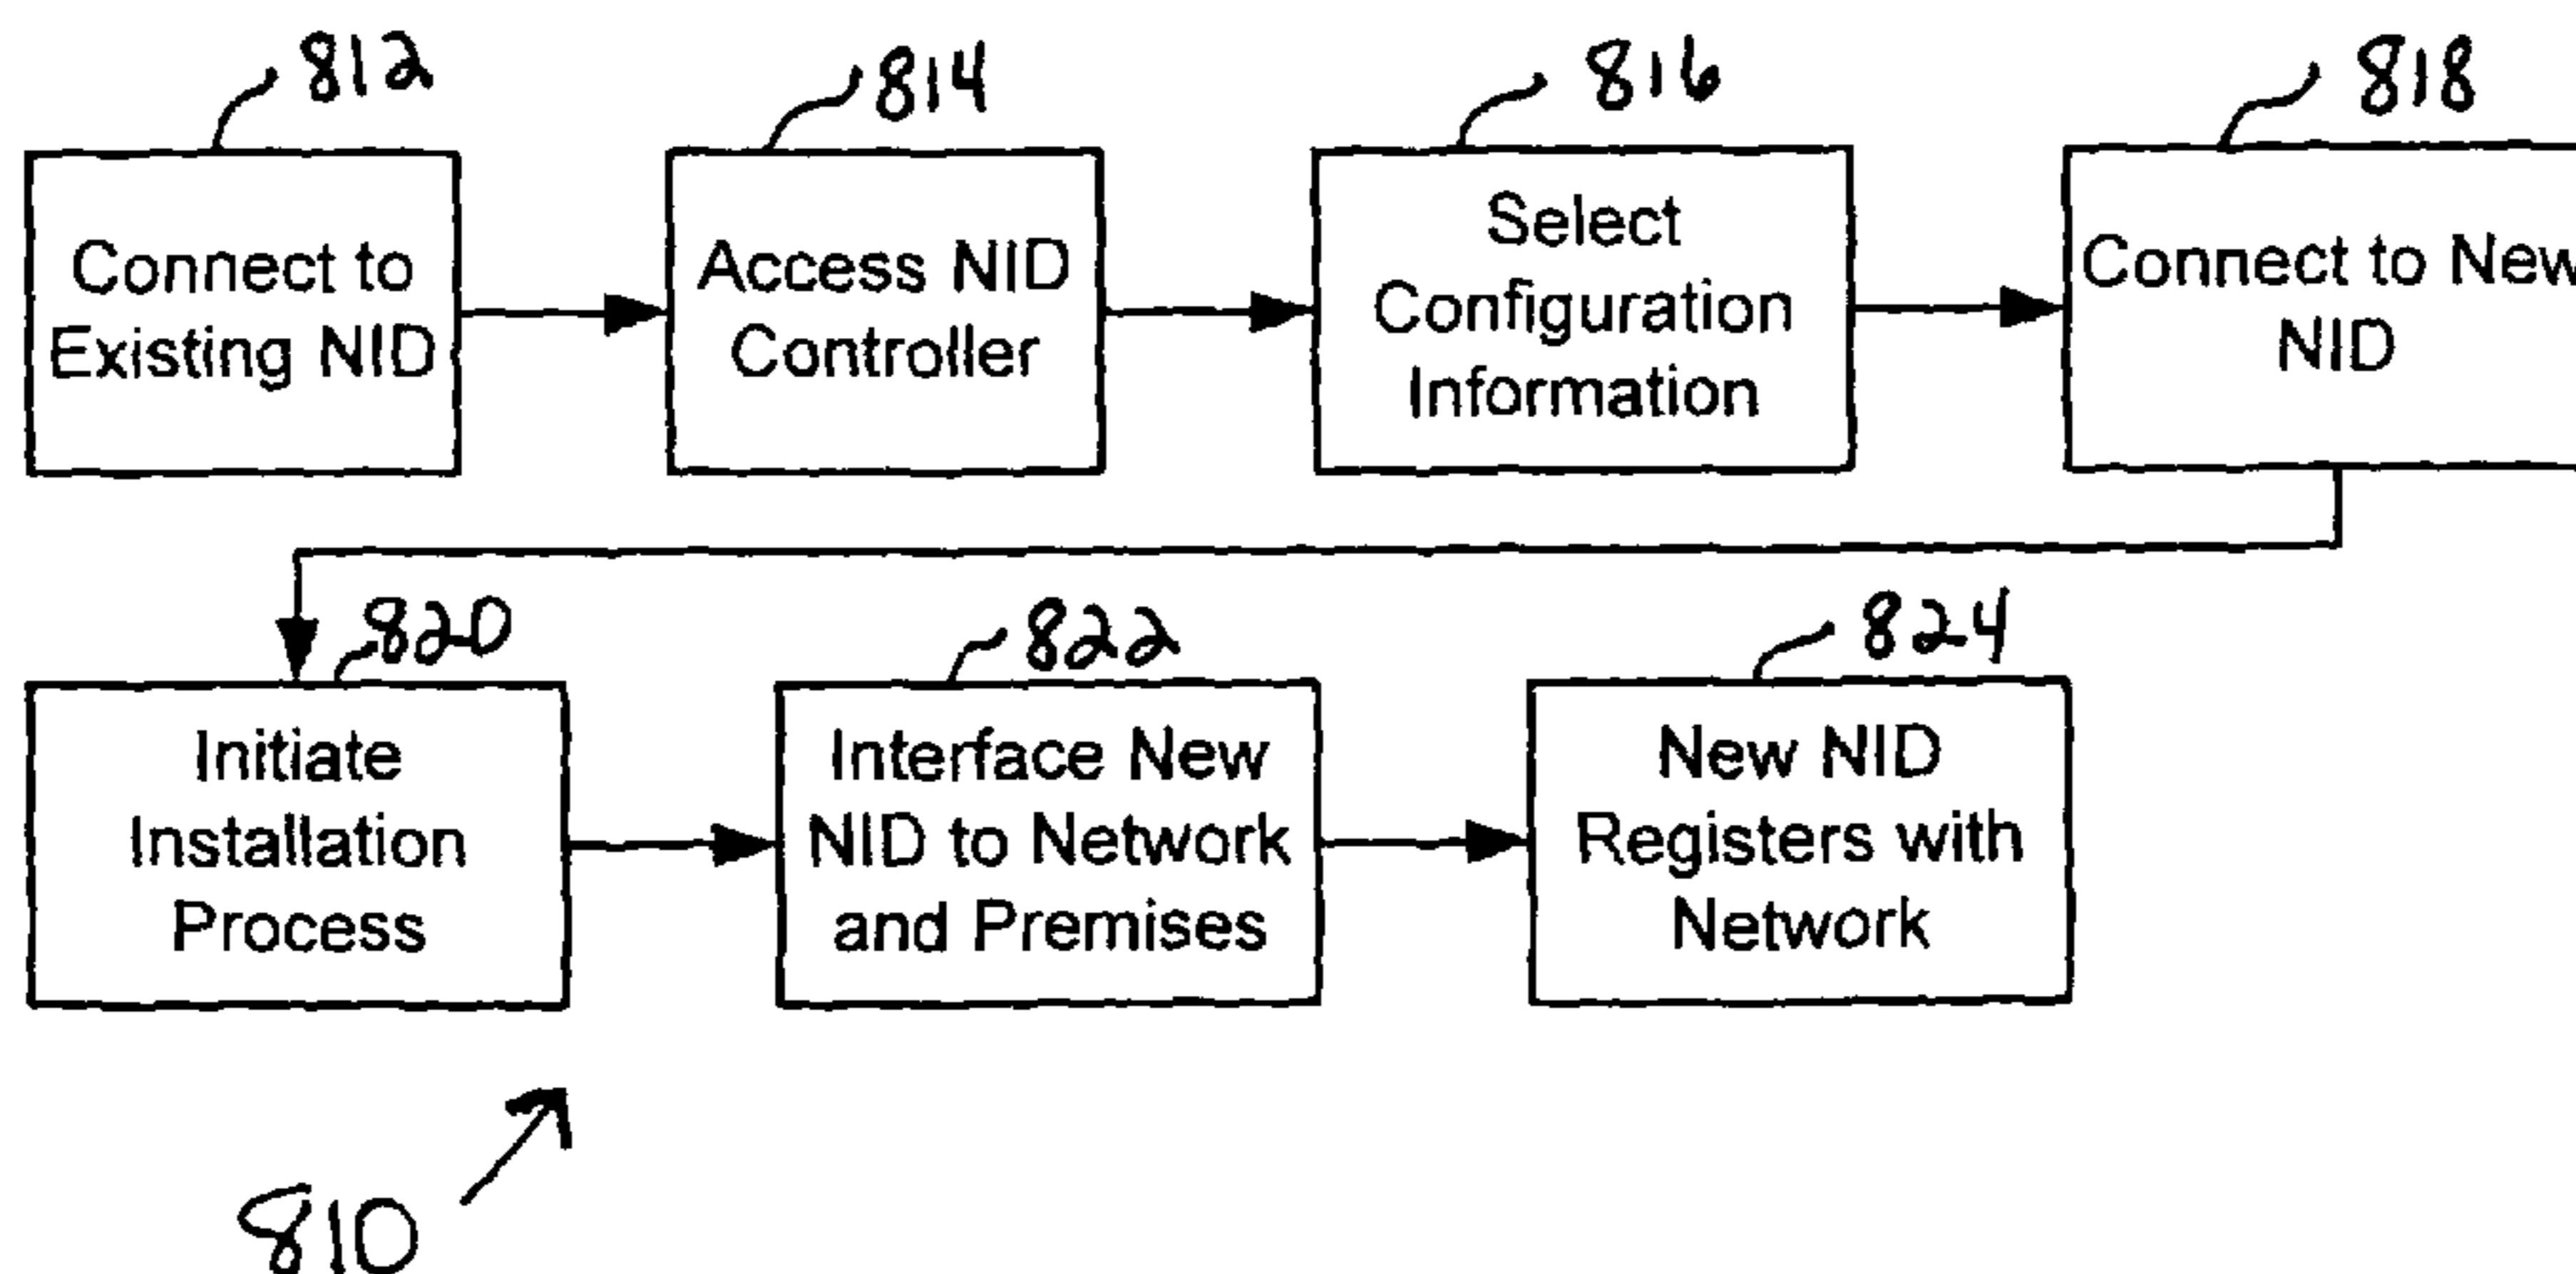 812
814
816
818
Connect to
Existing NID
Access NID
Controller
Select
Configuration
Information
Connect to New
NID
820
822
824
Initiate
Installation
Process
Interface New
NID to Network
and Premises
New NID
Registers with
Network
810